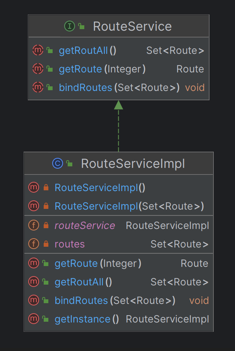 RouteService
getRoutAll() Set<Route>
getRoute(Integer) Route
bindRoutes(Set<Route>) void
RouteServiceImpl
RouteServiceImpl()
RouteServiceImpl(Set<Route>)
routeService RouteServiceImpl
routes Set<Route>
getRoute(Integer) Route
getRoutAll() Set<Route>
bindRoutes(Set<Route>) void
getInstance() RouteServiceImpl